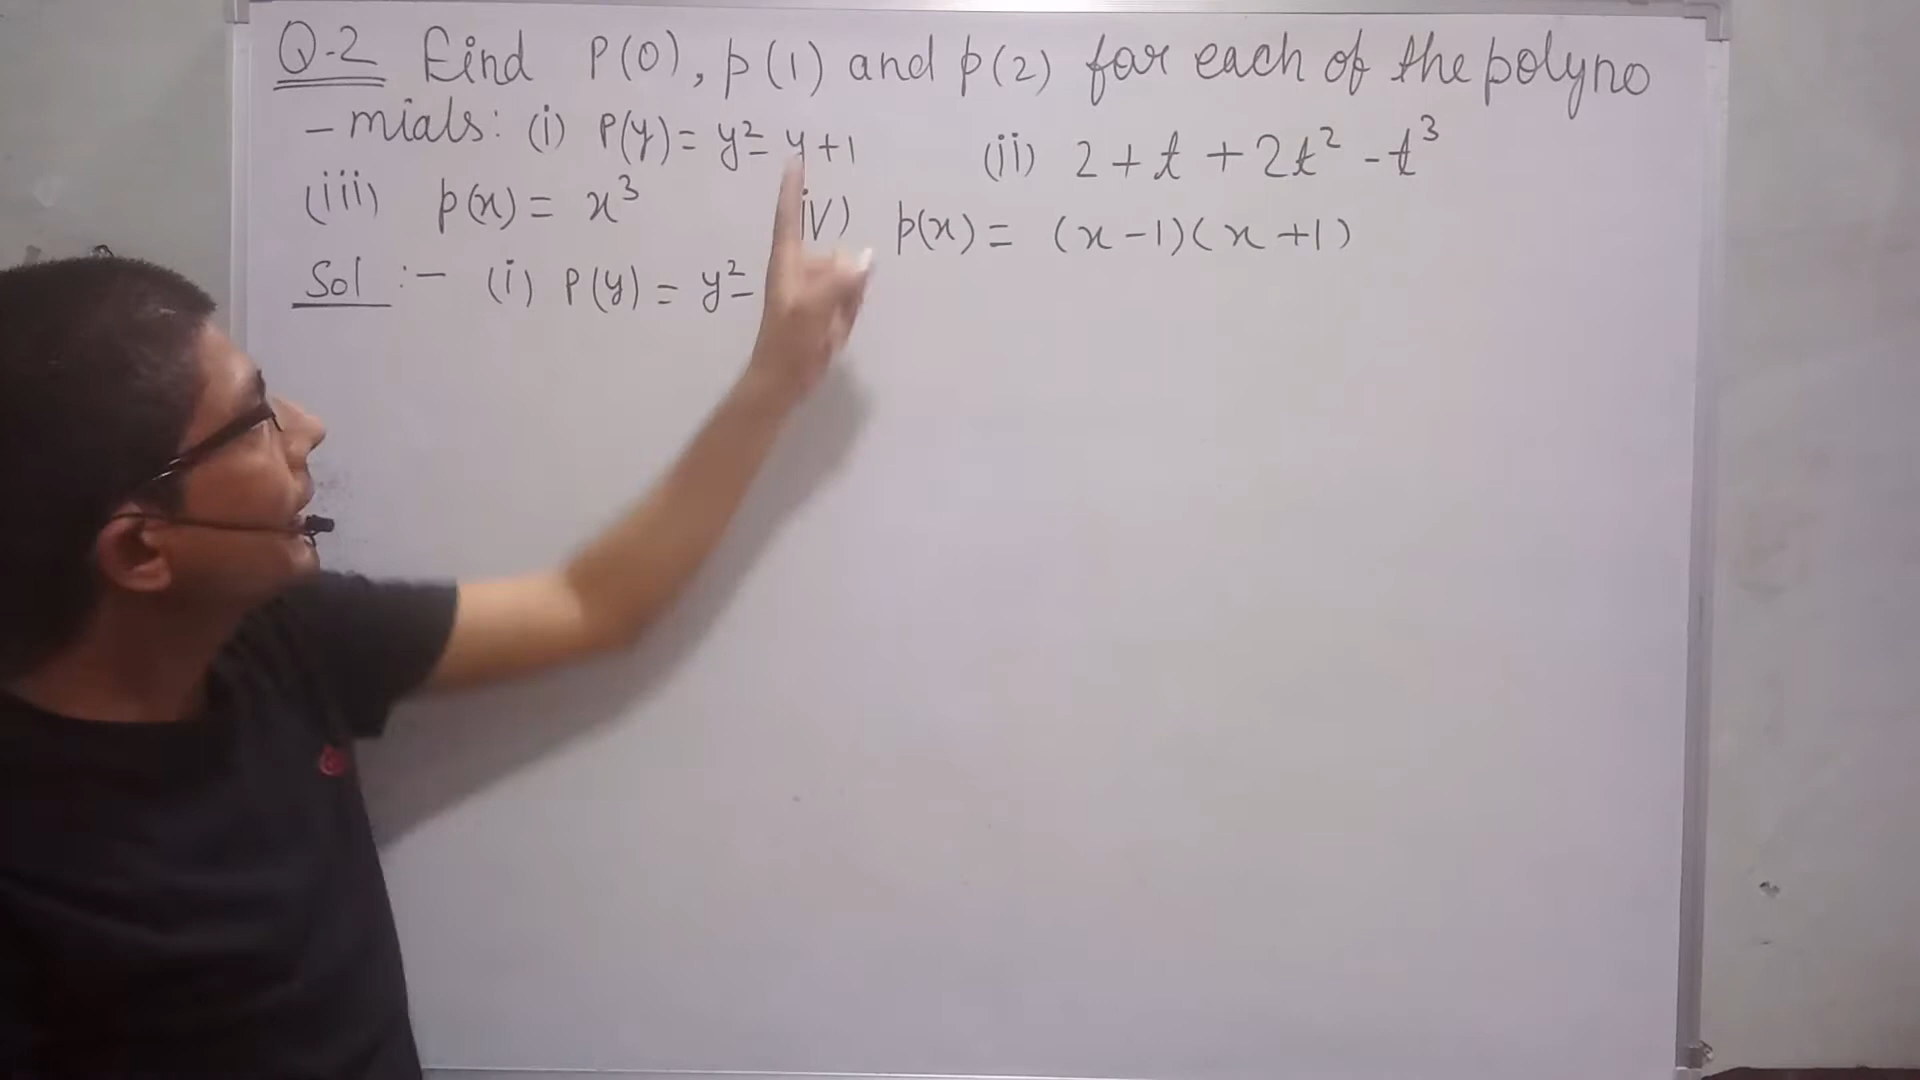 Q-2 Find P(0), p(1) and p(2) for each of the polyno
-mials: (i) P(y) = y² - y + 1 (ii) 2 + t + 2t² - t³
(iii) p(x) = x³ iv) p(x) = (x - 1)(x + 1)
Sol :- (i) P(y) = y² -